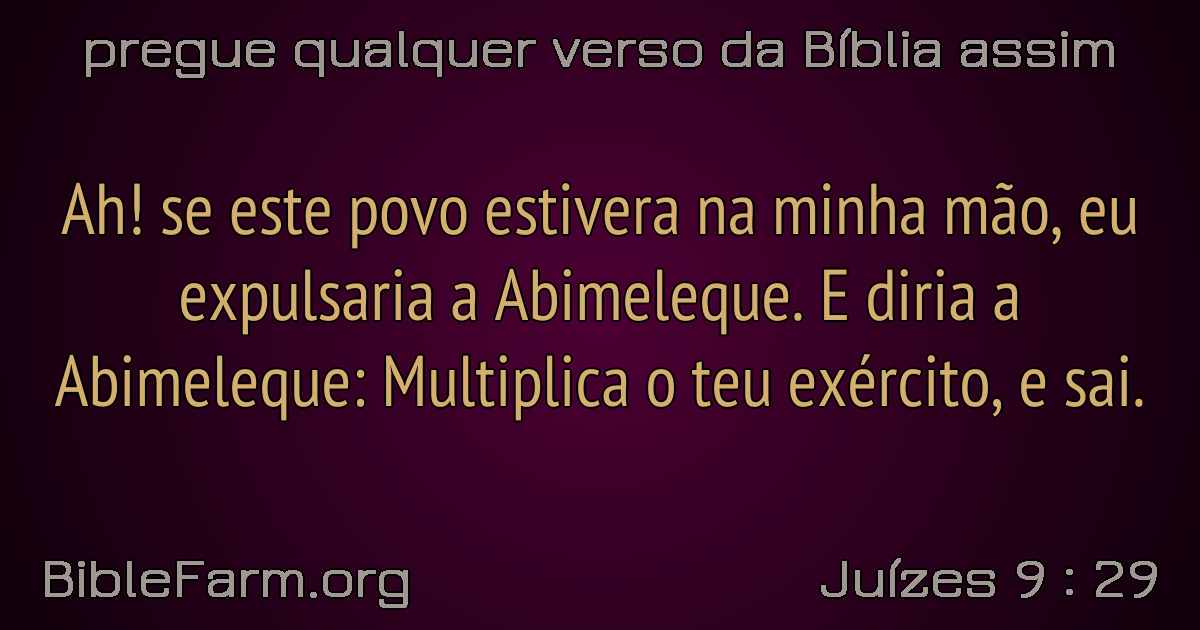 pregue qualquer verso da Bíblia assim
Ah! se este povo estivera na minha mão, eu
expulsaria a Abimeleque. E diria a
Abimeleque: Multiplica o teu exército, e sai.
BibleFarm.org
Juízes 9 : 29